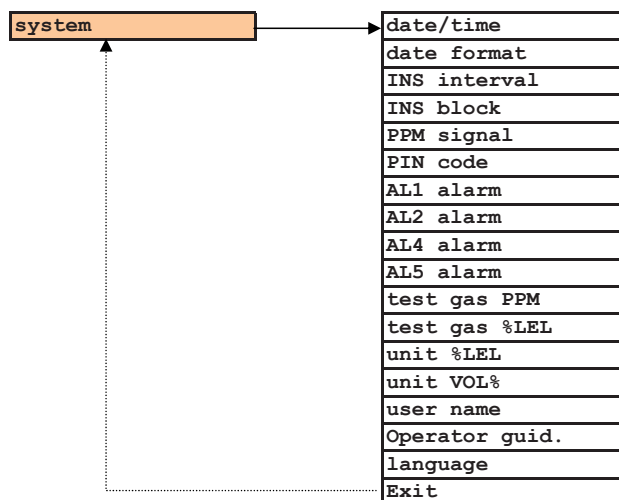 system
date/time
date format
INS interval
INS block
PPM signal
PIN code
AL1 alarm
AL2 alarm
AL4 alarm
AL5 alarm
test gas PPM
test gas %LEL
unit %LEL
unit VOL%
user name
Operator guid.
language
Exit